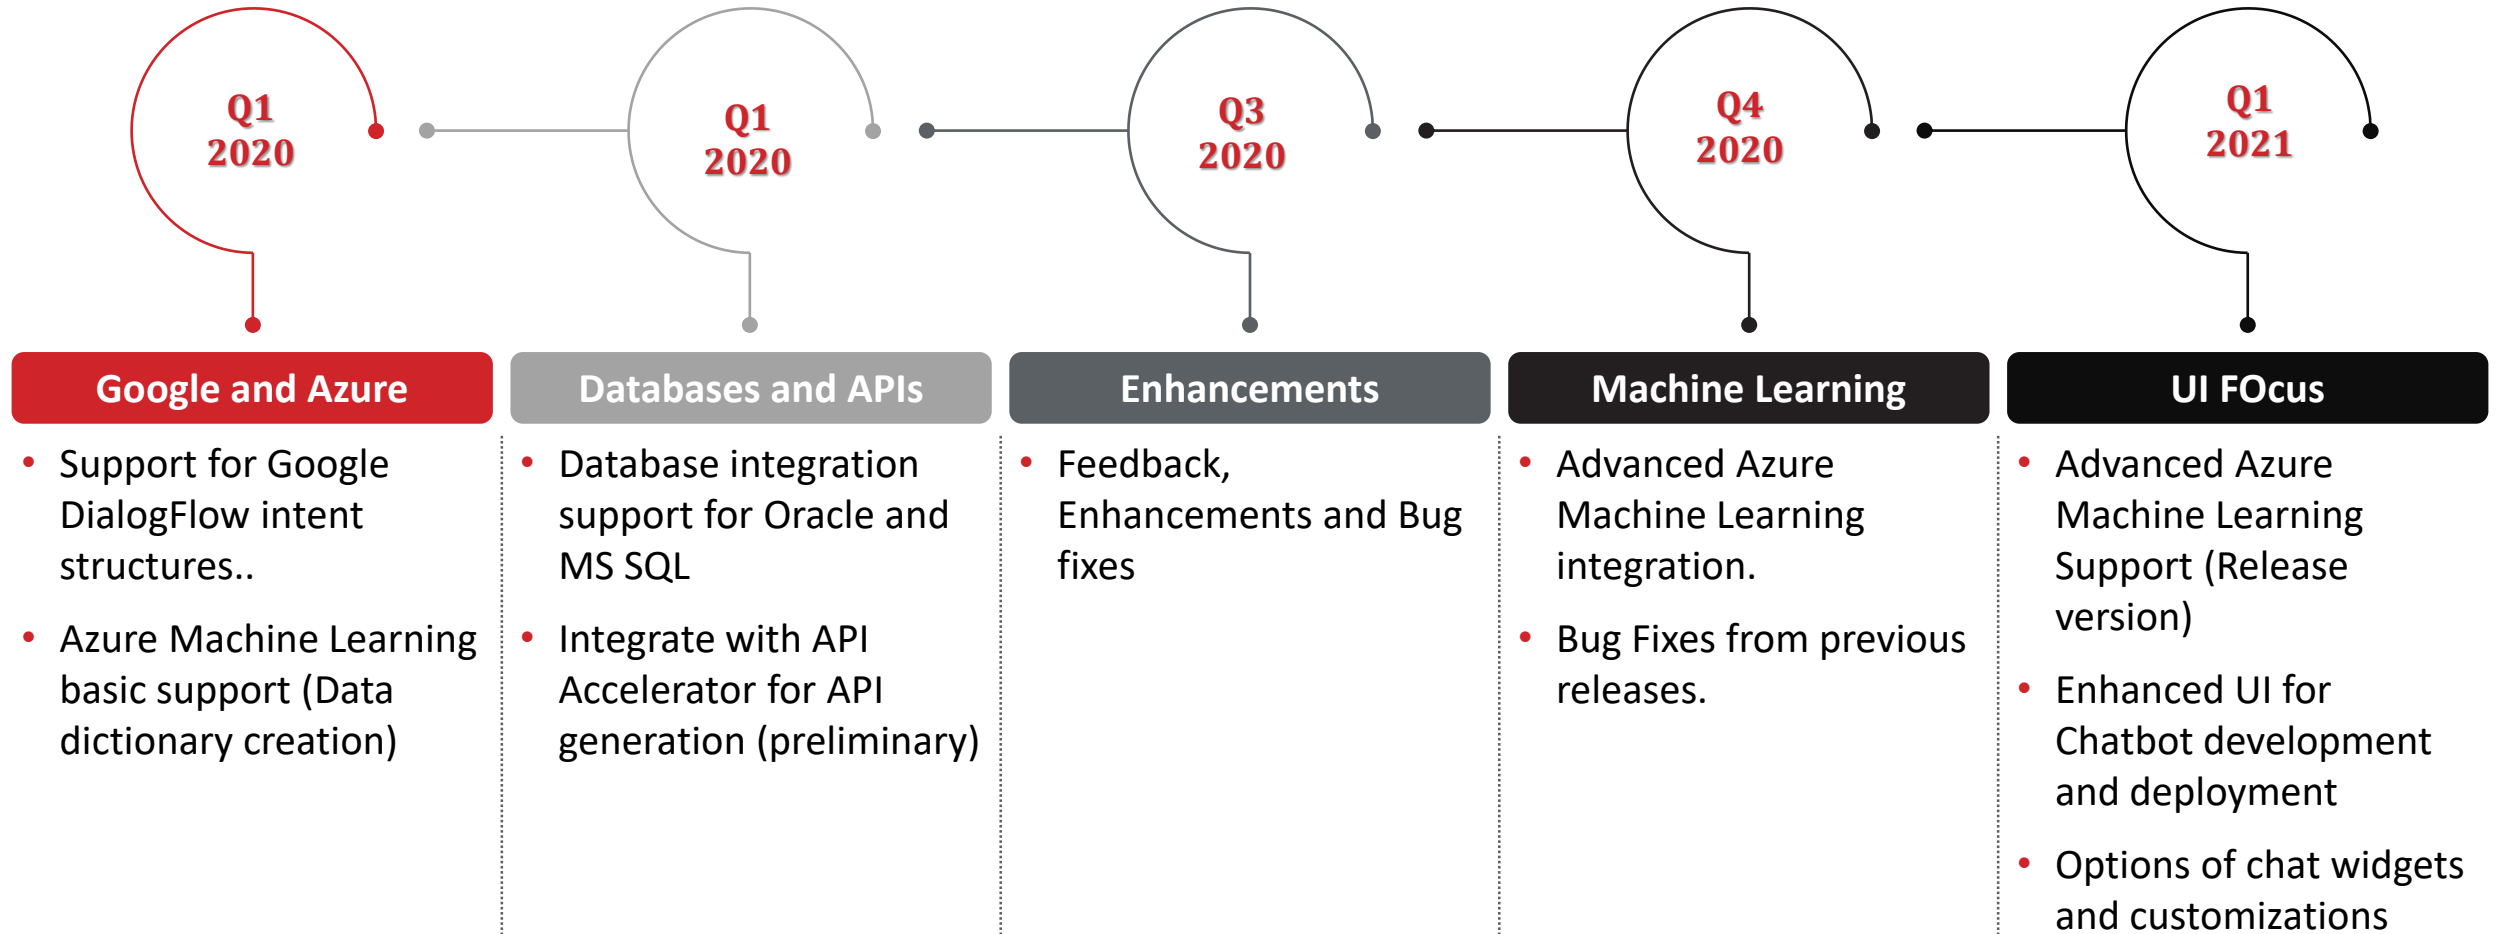 Q1
2020
Q1
2020
Q3
2020
Q4
2020
Q1
2021
Google and Azure
• Support for Google
DialogFlow intent
structures..
• Azure Machine Learning
basic support (Data
dictionary creation)
Databases and APIs
• Database integration
support for Oracle and
MS SQL
• Integrate with API
Accelerator for API
generation (preliminary)
Enhancements
• Feedback,
Enhancements and Bug
fixes
Machine Learning
• Advanced Azure
Machine Learning
integration.
• Bug Fixes from previous
releases.
UI FOcus
• Advanced Azure
Machine Learning
Support (Release
version)
• Enhanced UI for
Chatbot development
and deployment
• Options of chat widgets
and customizations